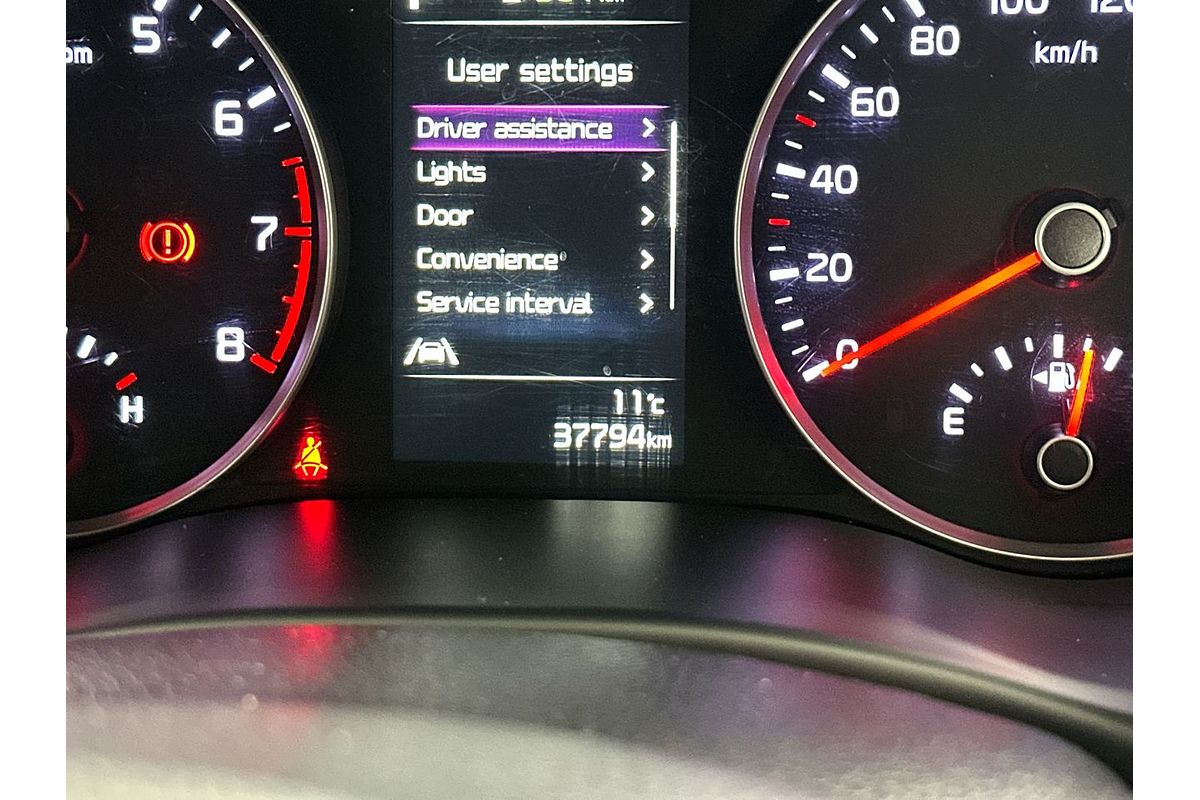 100 120
5
80
km/h
User settings
6
60
Driver assistance
Lights
40
Door
7
Convenience
20
Service interval
8
0
11°C
H
E
37794km